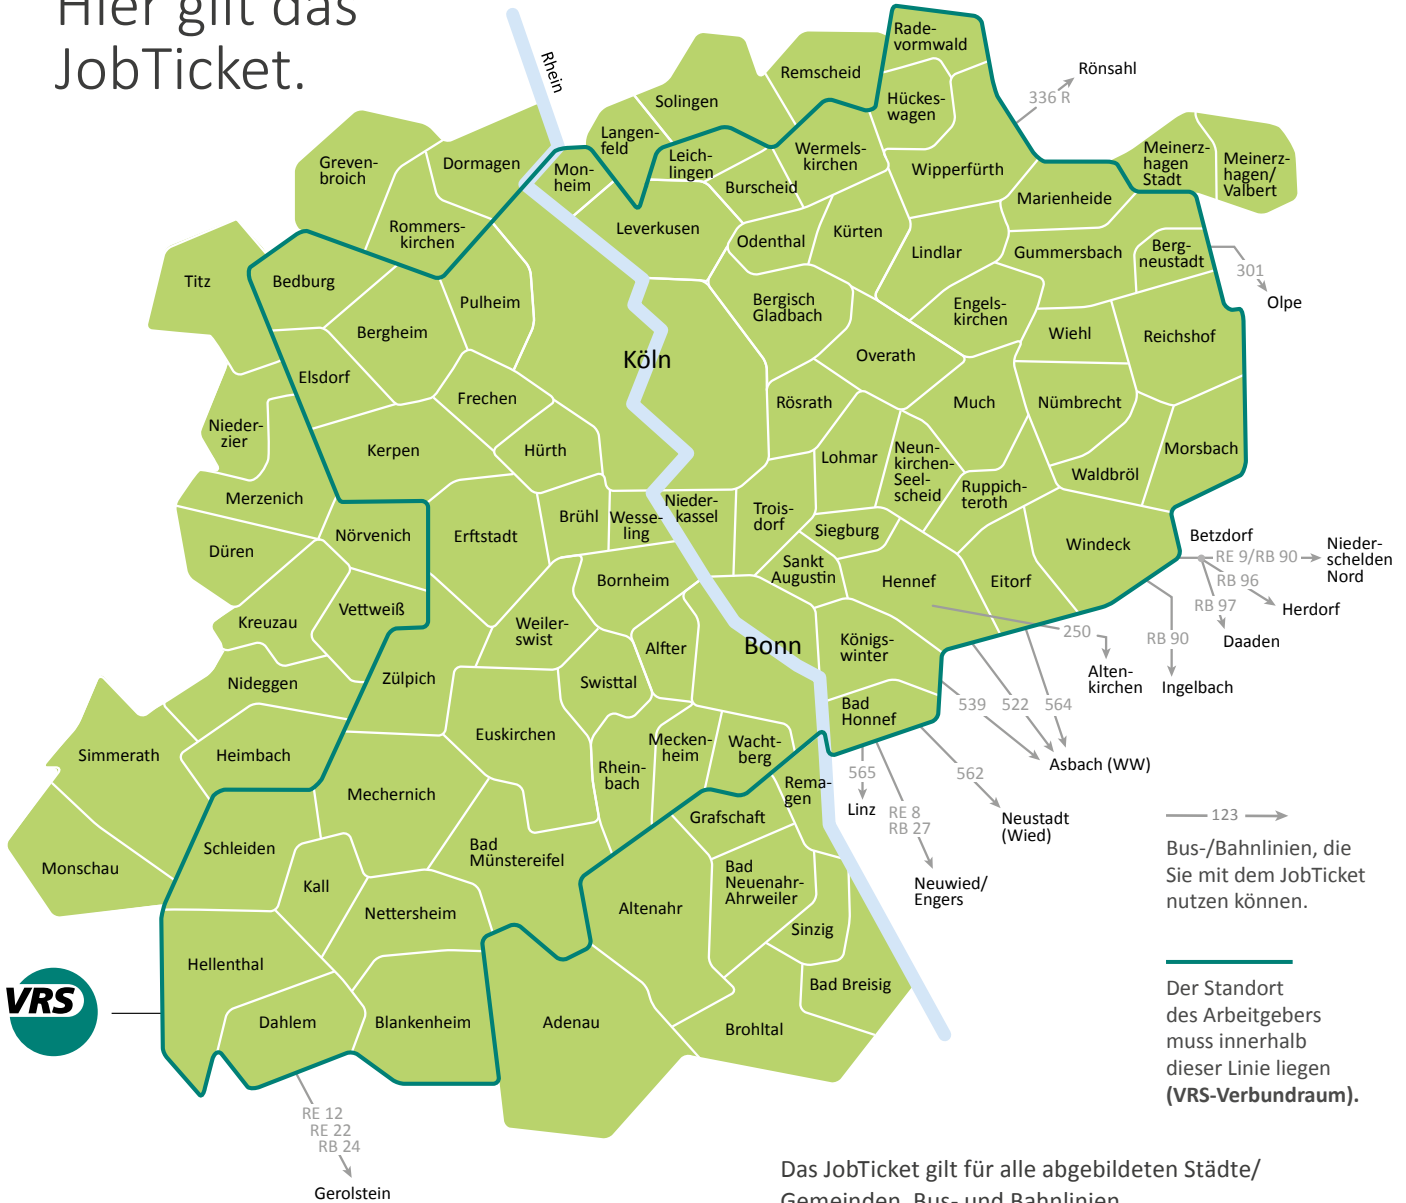 Hier gilt das
JobTicket.
Rhein
Rade-
vormwald
Remscheid
Rönsahl
336 R
Solingen
Hückes-
wagen
Langen-
feld
Greven-
broich
Dormagen
Mon-
heim
Leich-
lingen
Wermels-
kirchen
Wipperfürth
Meinerz-
hagen
Stadt
Meinerz-
hagen/
Valbert
Burscheid
Marienheide
Rommers-
kirchen
Leverkusen
Odenthal
Kürten
Lindlar
Gummersbach
Berg-
neustadt
301
Olpe
Titz
Bedburg
Pulheim
Bergheim
Bergisch
Gladbach
Engels-
kirchen
Wiehl
Reichshof
Köln
Overath
Elsdorf
Frechen
Rösrath
Much
Nümbrecht
Nieder-
zier
Kerpen
Hürth
Lohmar
Neun-
kirchen-
Seel-
scheid
Morsbach
Waldbröl
Ruppich-
teroth
Merzenich
Nörvenich
Düren
Erftstadt
Brühl
Wesse-
ling
Nieder-
kassel
Trois-
dorf
Siegburg
Windeck
Betzdorf
RE 9/RB 90
Nieder-
schelden
Nord
RB 96
Herdorf
RB 97
Daaden
RB 90
Ingelbach
Sankt
Augustin
Hennef
Eitorf
Bornheim
Kreuzau
Vettweiß
Weiler-
swist
Alfter
Bonn
Königs-
winter
250
Alten-
kirchen
Nideggen
Zülpich
Swisttal
Bad
Honnef
539
522
564
Asbach (WW)
Simmerath
Heimbach
Euskirchen
Rhein-
bach
Mecken-
heim
Wacht-
berg
Rema-
gen
565
Linz
RE 8
RB 27
Neuwied/
Engers
562
Neustadt
(Wied)
Mechernich
Grafschaft
Monschau
Schleiden
Kall
Bad
Münstereifel
Bad
Neuenahr-
Ahrweiler
Nettersheim
Altenahr
Sinzig
Hellenthal
Bad Breisig
VRS
Dahlem
Blankenheim
Adenau
Brohltal
RE 12
RE 22
RB 24
Gerolstein
123
Bus-/Bahnlinien, die
Sie mit dem JobTicket
nutzen können.
Der Standort
des Arbeitgebers
muss innerhalb
dieser Linie liegen
(VRS-Verbundraum).
Das JobTicket gilt für alle abgebildeten Städte/
Gemeinden, Bus- und Bahnlinien